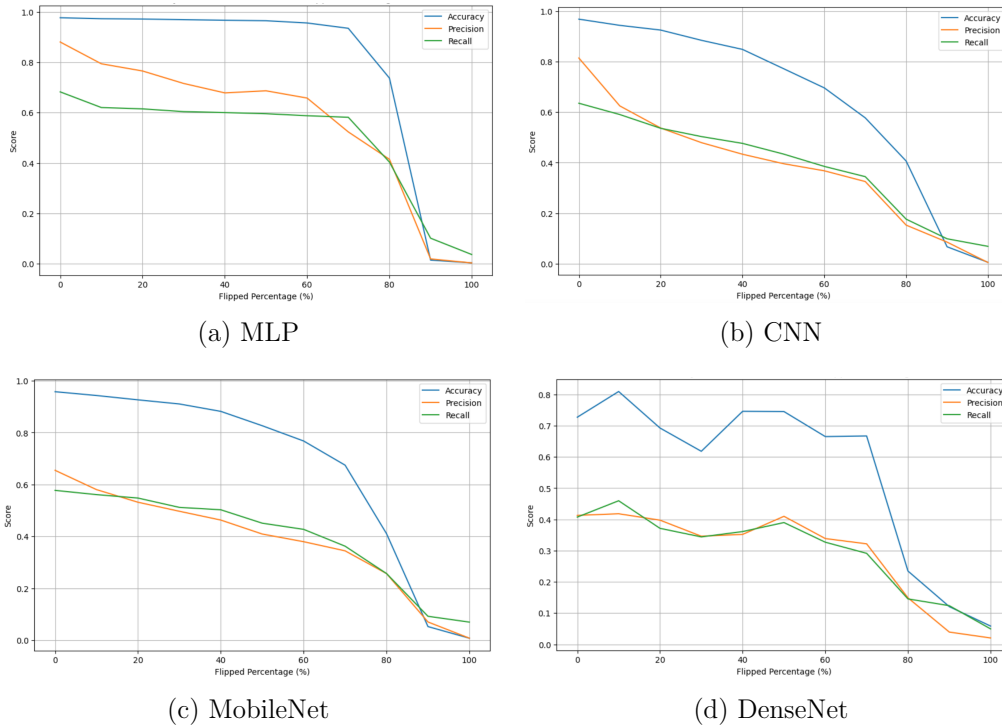 1.0
0.8
0.6
0.4
0.2
0.0
Score
0 20 40 60 80 100
Flipped Percentage (%)
Accuracy
Precision
Recall
(a) MLP
1.0
0.8
0.6
0.4
0.2
0.0
Score
0 20 40 60 80 100
Flipped Percentage (%)
Accuracy
Precision
Recall
(b) CNN
1.0
0.8
0.6
0.4
0.2
0.0
Score
0 20 40 60 80 100
Flipped Percentage (%)
Accuracy
Precision
Recall
(c) MobileNet
0.8
0.7
0.6
0.5
0.4
0.3
0.2
0.1
0.0
Score
0 20 40 60 80 100
Flipped Percentage (%)
Accuracy
Precision
Recall
(d) DenseNet